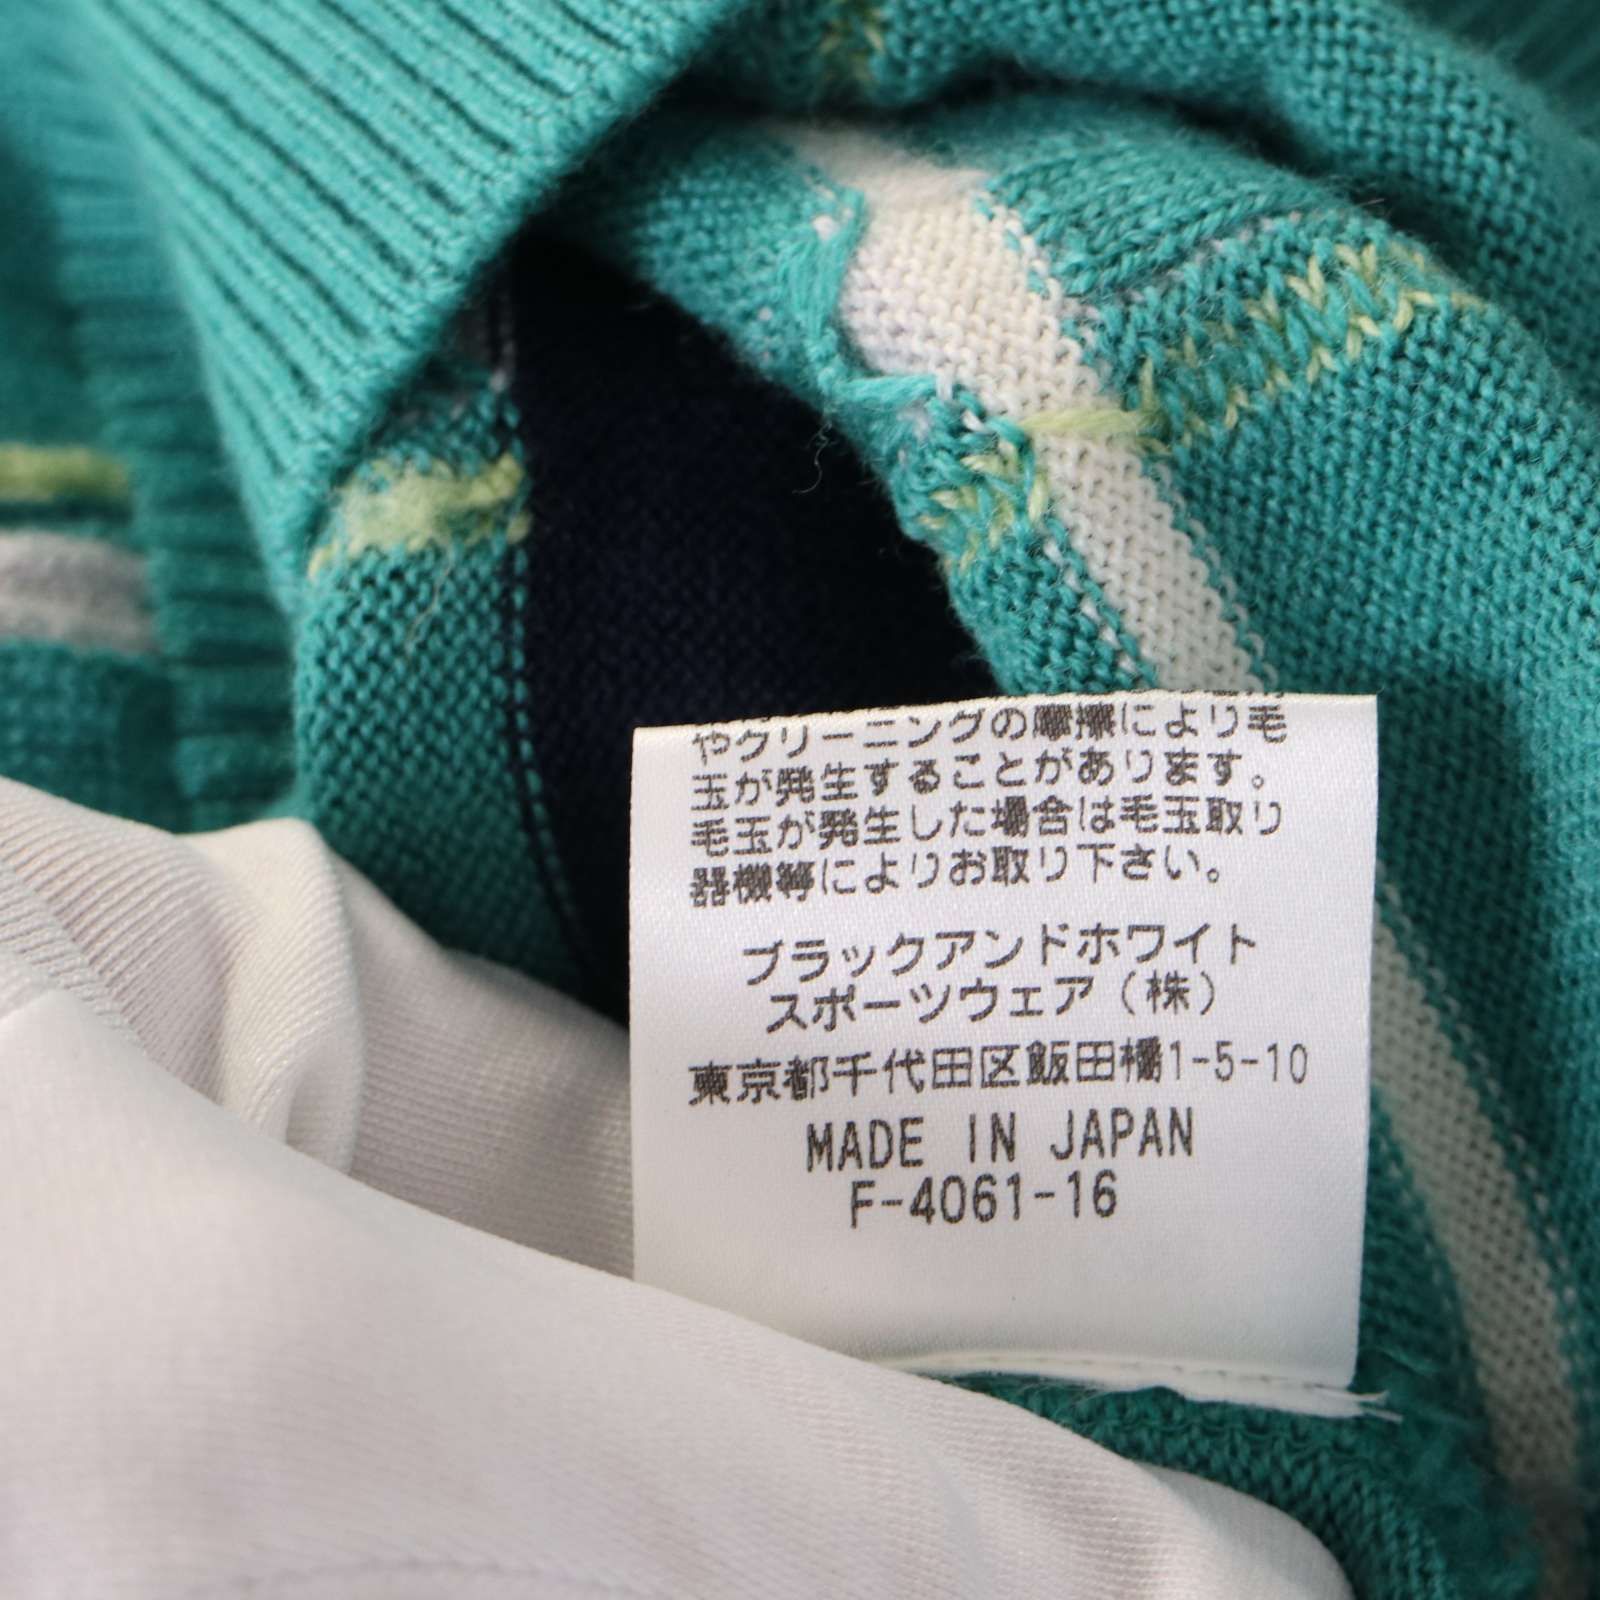 やクリーニングの摩擦により毛
玉が発生することがあります。
毛玉が発生した場合は毛玉取り
器機等によりお取り下さい。
ブラックアンドホワイト
スポーツウェア（株）
東京都千代田区飯田橋1-5-10
MADE IN JAPAN
F-4061-16